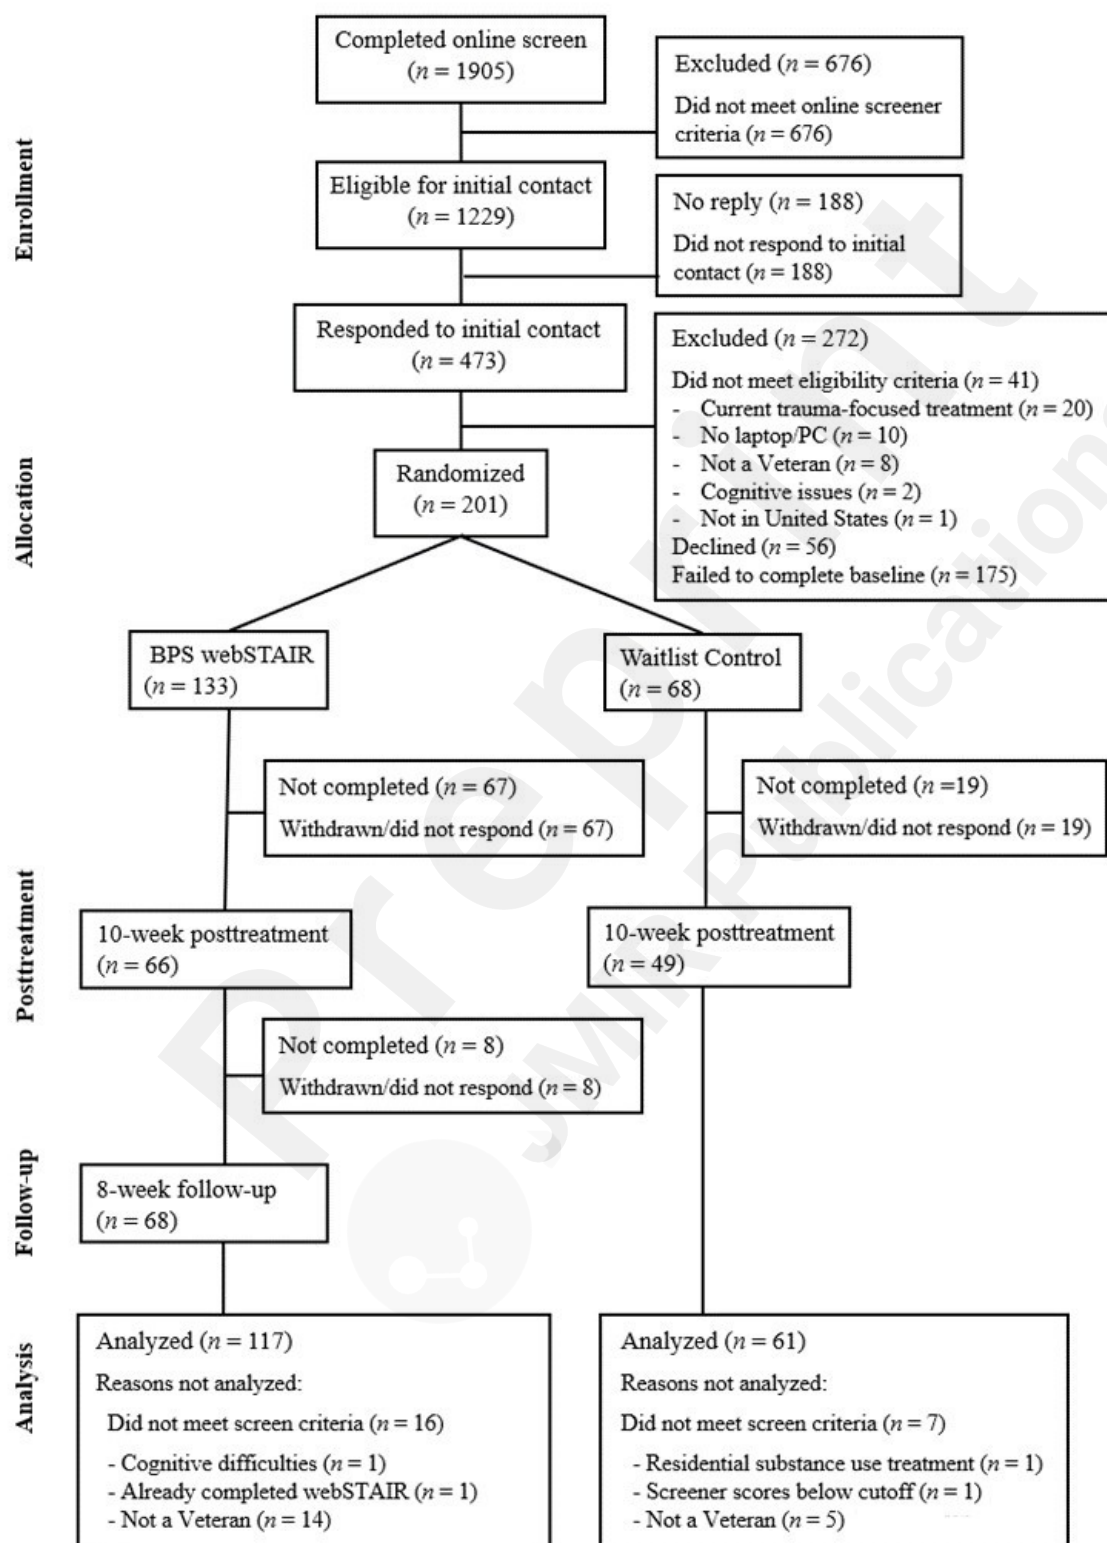 Completed online screen
(n = 1905)
Excluded (n = 676)
Did not meet online screener
criteria (n = 676)
Enrollment
Eligible for initial contact
(n = 1229)
No reply (n = 188)
Did not respond to initial
contact (n = 188)
Responded to initial contact
(n = 473)
Excluded (n = 272)
Did not meet eligibility criteria (n = 41)
- Current trauma-focused treatment (n = 20)
- No laptop/PC (n = 10)
- Not a Veteran (n = 8)
- Cognitive issues (n = 2)
- Not in United States (n = 1)
Declined (n = 56)
Failed to complete baseline (n = 175)
Allocation
Randomized
(n = 201)
BPS webSTAIR
(n = 133)
Waitlist Control
(n = 68)
Not completed (n = 67)
Withdrawn/did not respond (n = 67)
Not completed (n =19)
Withdrawn/did not respond (n = 19)
Posttreatment
10-week posttreatment
(n = 66)
10-week posttreatment
(n = 49)
Not completed (n = 8)
Withdrawn/did not respond (n = 8)
Follow-up
8-week follow-up
(n = 68)
Analysis
Analyzed (n = 117)
Reasons not analyzed:
Did not meet screen criteria (n = 16)
- Cognitive difficulties (n = 1)
- Already completed webSTAIR (n = 1)
- Not a Veteran (n = 14)
Analyzed (n = 61)
Reasons not analyzed:
Did not meet screen criteria (n = 7)
- Residential substance use treatment (n = 1)
- Screener scores below cutoff (n = 1)
- Not a Veteran (n = 5)
Preprint
JMIR Publications